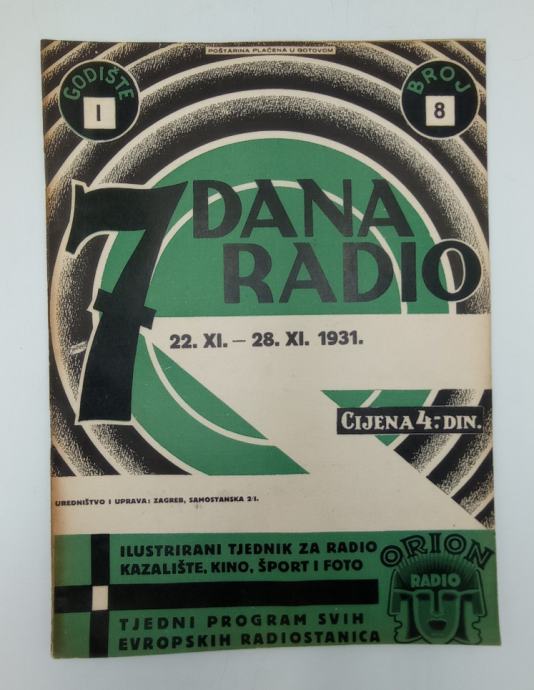 POŠTARINA PLAĆENA U GOTOVOM
GODIŠTE
I
BROJ
8
7 DANA
RADIO
22. XI. — 28. XI. 1931.
CIJENA 4.- DIN.
UREDNIŠTVO I UPRAVA: ZAGREB, SAMOSTANSKA 2/I.
ILUSTRIRANI TJEDNIK ZA RADIO
KAZALIŠTE, KINO, ŠPORT I FOTO
TJEDNI PROGRAM SVIH
EVROPSKIH RADIOSTANICA
ORION
RADIO